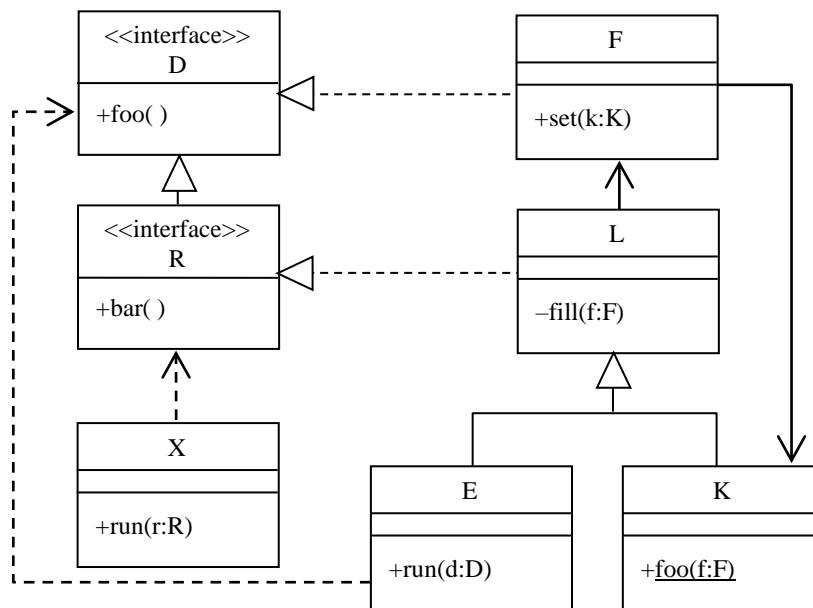 <<interface>>
D
+foo( )
F
+set(k:K)
<<interface>>
R
+bar( )
L
–fill(f:F)
X
+run(r:R)
E
+run(d:D)
K
+foo(f:F)